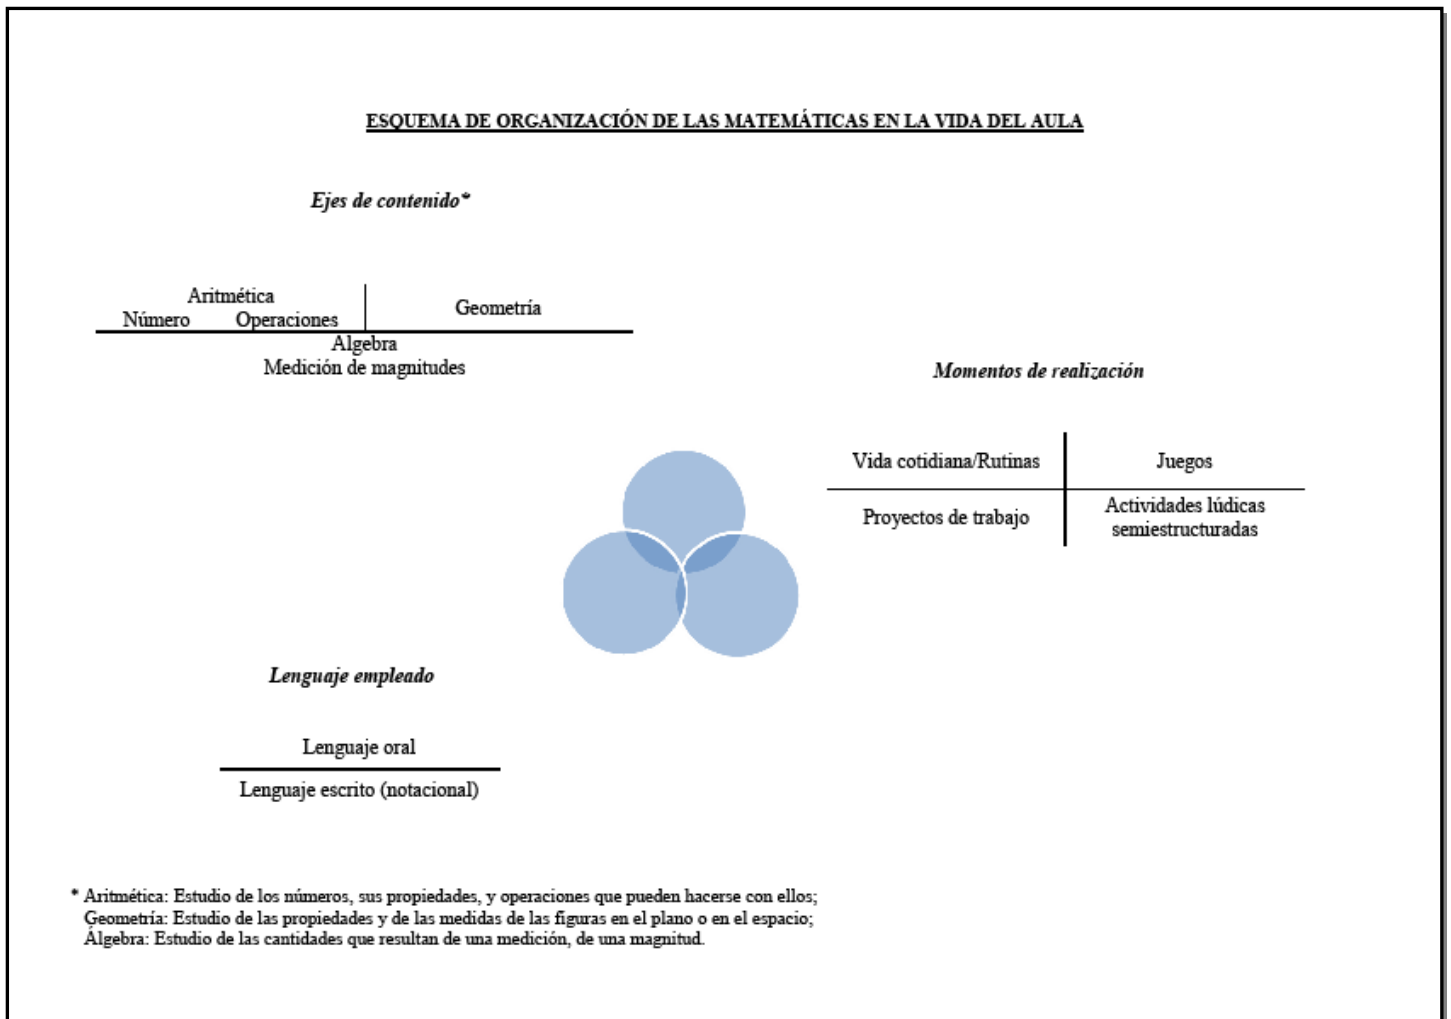 ESQUEMA DE ORGANIZACIÓN DE LAS MATEMÁTICAS EN LA VIDA DEL AULA
Ejes de contenido*
Aritmética
Número Operaciones
Geometría
Algebra
Medición de magnitudes
Momentos de realización
Vida cotidiana/Rutinas
Juegos
Proyectos de trabajo
Actividades lúdicas
semiestructuradas
Lenguaje empleado
Lenguaje oral
Lenguaje escrito (notacional)
* Aritmética: Estudio de los números, sus propiedades, y operaciones que pueden hacerse con ellos;
Geometría: Estudio de las propiedades y de las medidas de las figuras en el plano o en el espacio;
Álgebra: Estudio de las cantidades que resultan de una medición, de una magnitud.